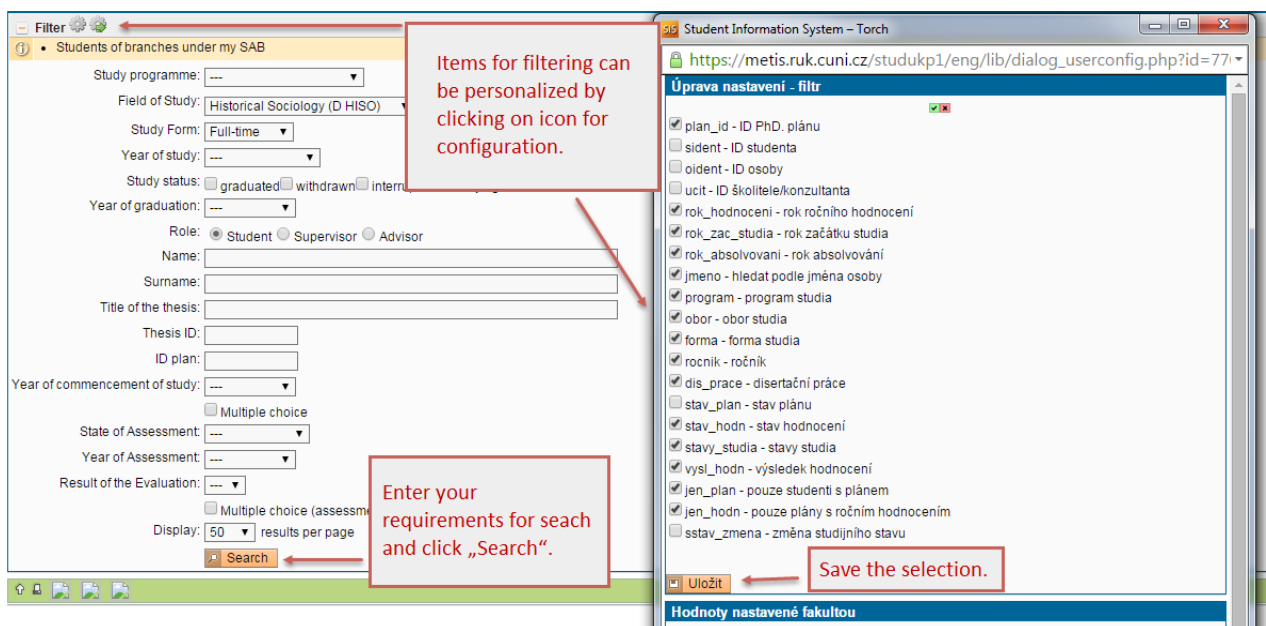 Filter
• Students of branches under my SAB
Study programme: ---
Field of Study: Historical Sociology (D HISO)
Study Form: Full-time
Year of study: ---
Study status: graduated withdrawn
Year of graduation: ---
Role: Student Supervisor Advisor
Name:
Surname:
Title of the thesis:
Thesis ID:
ID plan:
Year of commencement of study: ---
Multiple choice
State of Assessment: ---
Year of Assessment: ---
Result of the Evaluation: ---
Multiple choice
Display: 50 results per page
Search
Items for filtering can
be personalized by
clicking on icon for
configuration.
Enter your
requirements for seach
and click „Search“.
SIS Student Information System – Torch
https://metis.ruk.cuni.cz/studukp1/eng/lib/dialog_userconfig.php?id=77
Úprava nastavení - filtr
plan_id - ID PhD. plánu
sident - ID studenta
oident - ID osoby
ucit - ID školitele/konzultanta
rok_hodnoceni - rok ročního hodnocení
rok_zac_studia - rok začátku studia
rok_absolvovani - rok absolvování
jmeno - hledat podle jména osoby
program - program studia
obor - obor studia
forma - forma studia
rocnik - ročník
dis_prace - disertační práce
stav_plan - stav plánu
stav_hodn - stav hodnocení
stavy_studia - stavy studia
vysl_hodn - výsledek hodnocení
jen_plan - pouze studenti s plánem
jen_hodn - pouze plány s ročním hodnocením
sstav_zmena - změna studijního stavu
Uložit
Save the selection.
Hodnoty nastavené fakultou